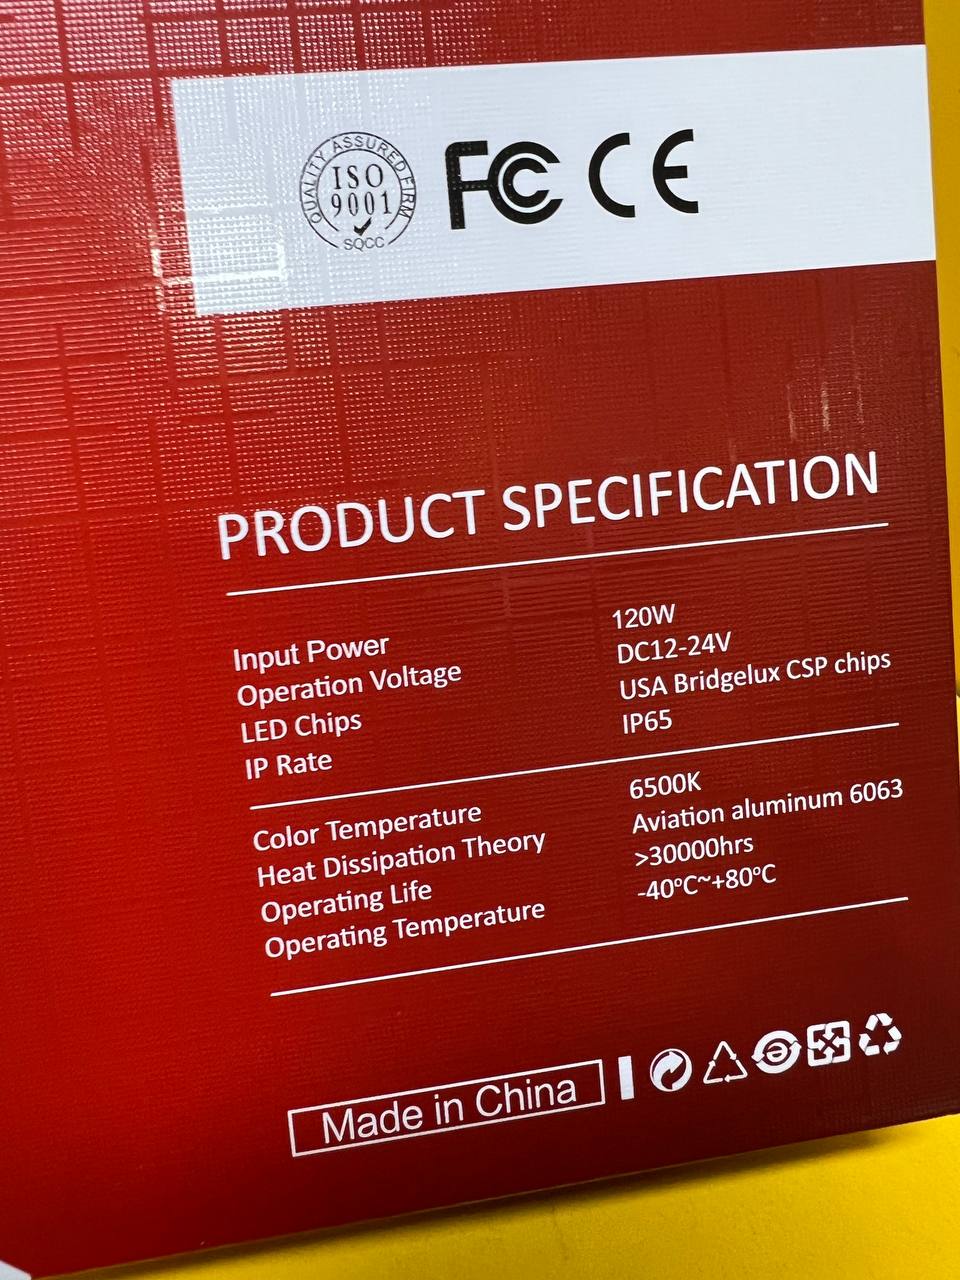 QUALITY ASSURED FIRM
ISO
9001
SQCC
FC CE
PRODUCT SPECIFICATION
Input Power 120W
Operation Voltage DC12-24V
LED Chips USA Bridgelux CSP chips
IP Rate IP65
Color Temperature 6500K
Heat Dissipation Theory Aviation aluminum 6063
Operating Life >30000hrs
Operating Temperature -40ºC~+80ºC
Made in China